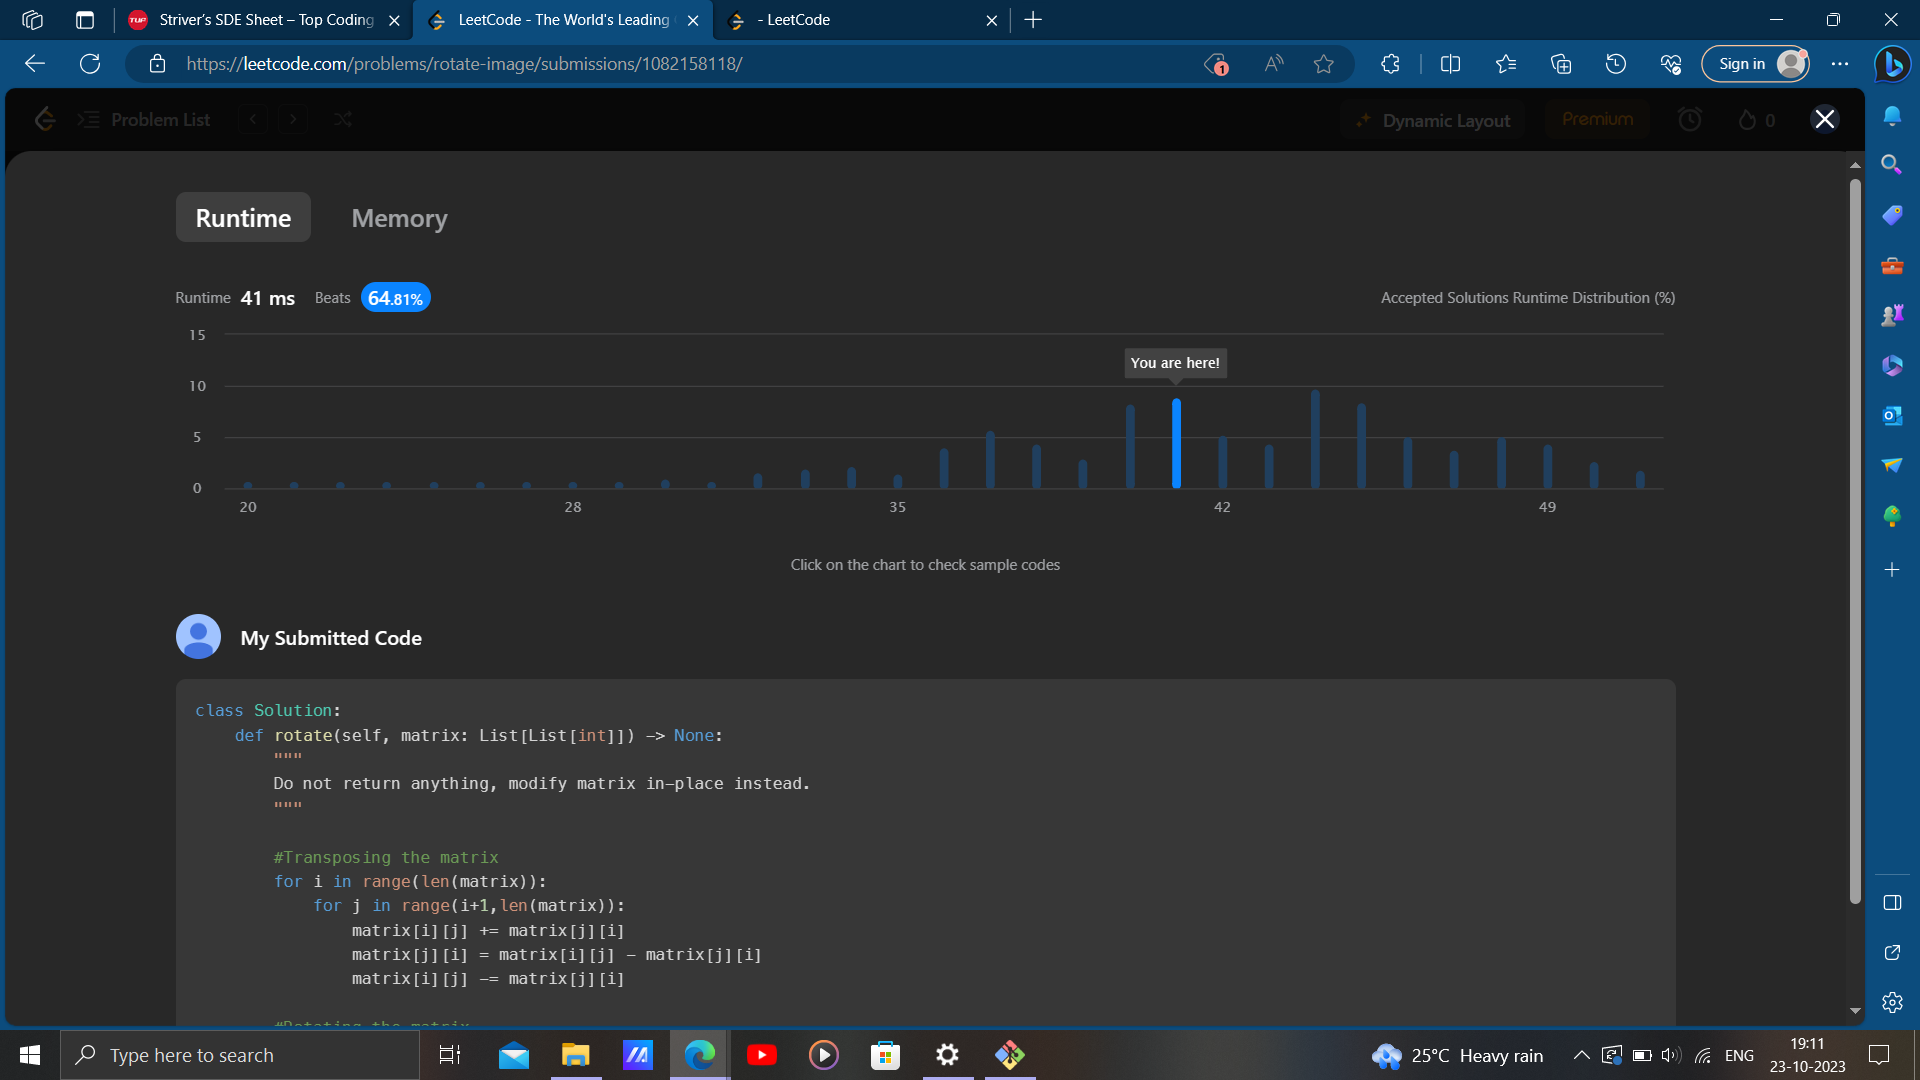 Striver's SDE Sheet – Top Coding
LeetCode - The World's Leading
- LeetCode
https://leetcode.com/problems/rotate-image/submissions/1082158118/
1
Sign in
Problem List
Dynamic Layout
Premium
0
Runtime
Memory
Runtime 41 ms Beats 64.81%
Accepted Solutions Runtime Distribution (%)
15
You are here!
10
5
0
20 28 35 42 49
Click on the chart to check sample codes
My Submitted Code
class Solution:
def rotate(self, matrix: List[List[int]]) -> None:
"""
Do not return anything, modify matrix in-place instead.
"""
#Transposing the matrix
for i in range(len(matrix)):
for j in range(i+1,len(matrix)):
matrix[i][j] += matrix[j][i]
matrix[j][i] = matrix[i][j] - matrix[j][i]
matrix[i][j] -= matrix[j][i]
Type here to search
25°C Heavy rain
ENG
19:11
23-10-2023